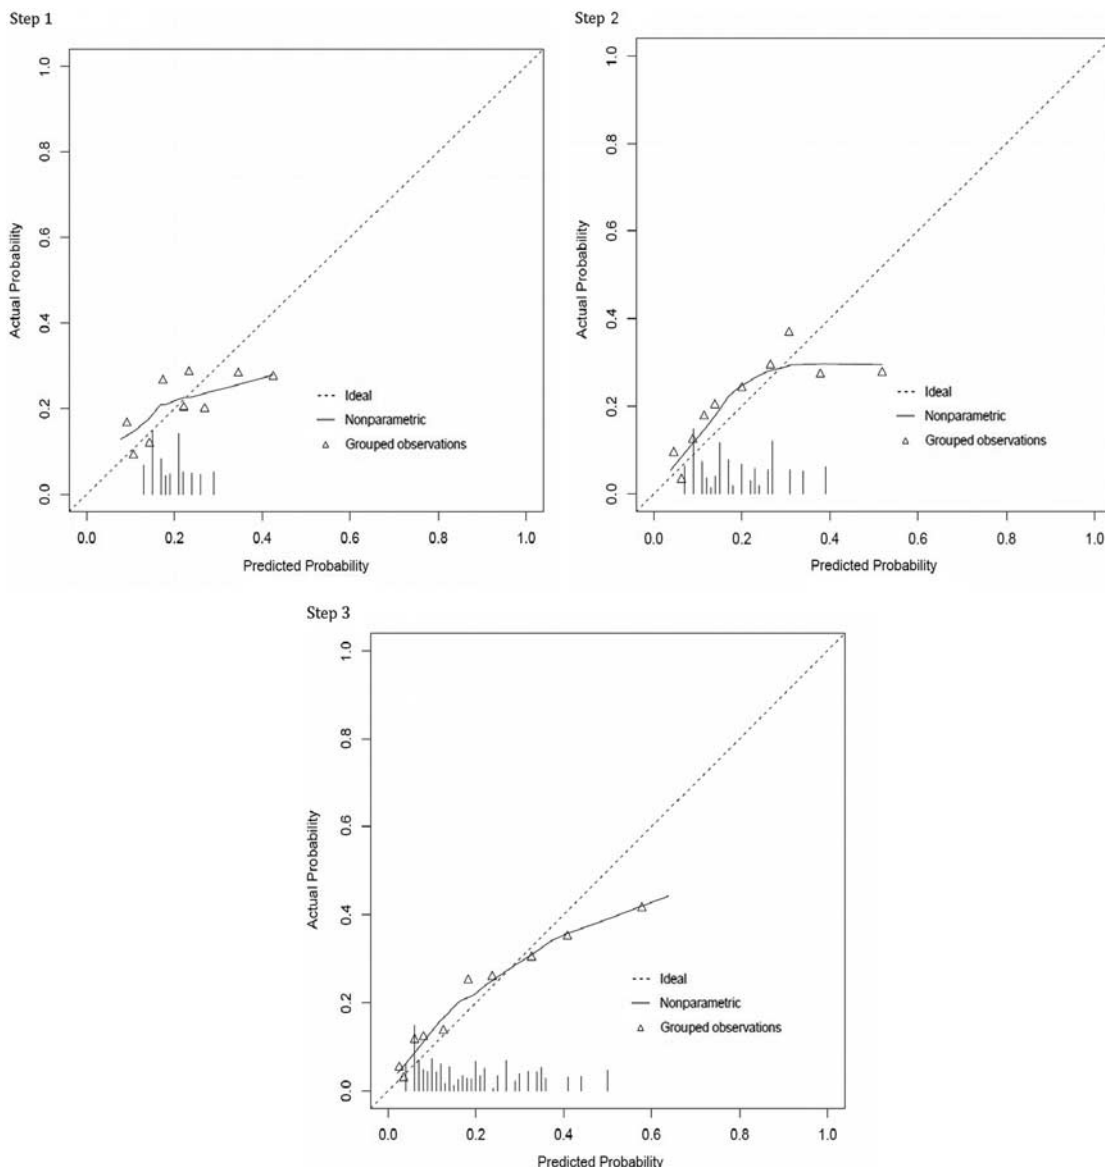 Step 1
1.0
0.8
0.6
0.4
0.2
0.0
Actual Probability
Ideal
Nonparametric
Grouped observations
0.0 0.2 0.4 0.6 0.8 1.0
Predicted Probability
Step 2
1.0
0.8
0.6
0.4
0.2
0.0
Actual Probability
Ideal
Nonparametric
Grouped observations
0.0 0.2 0.4 0.6 0.8 1.0
Predicted Probability
Step 3
1.0
0.8
0.6
0.4
0.2
0.0
Actual Probability
Ideal
Nonparametric
Grouped observations
0.0 0.2 0.4 0.6 0.8 1.0
Predicted Probability